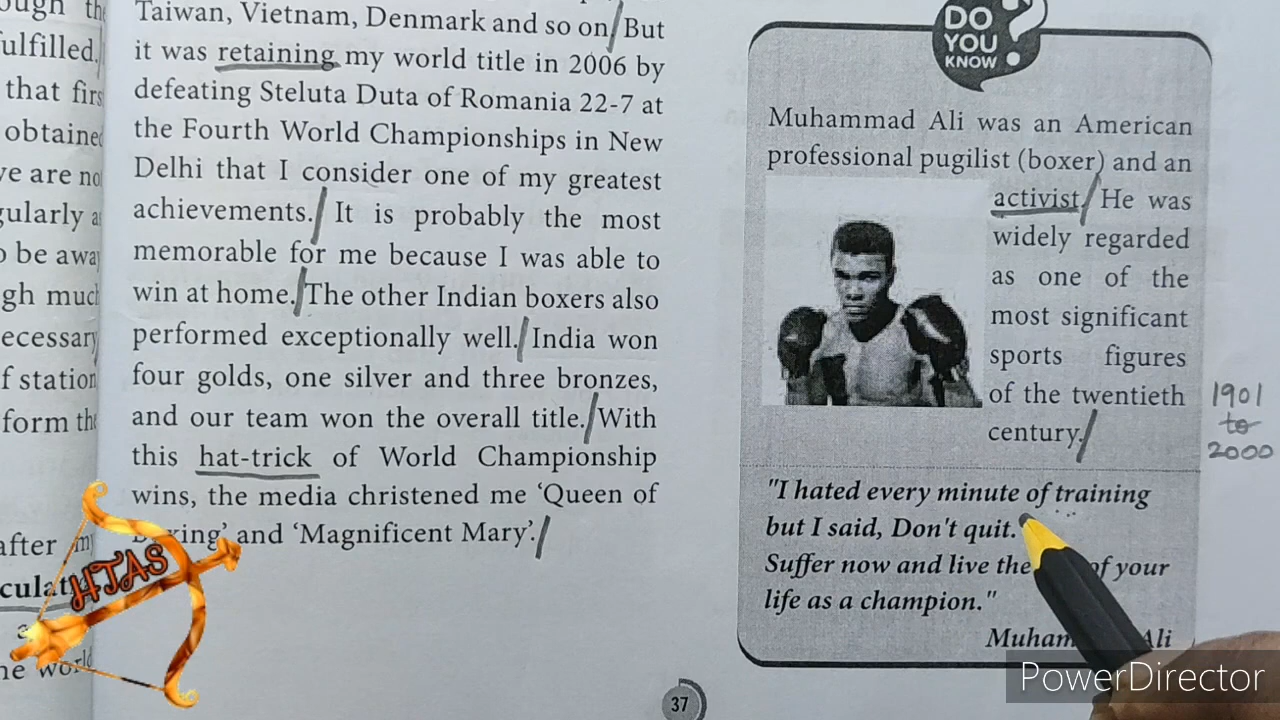 ough the
ulfilled.
that firs
obtained
ve are no
gularly a
o be away
gh much
ecessary
f station
form the
after my
culat
he world
Taiwan, Vietnam, Denmark and so on. But
it was retaining my world title in 2006 by
defeating Steluta Duta of Romania 22-7 at
the Fourth World Championships in New
Delhi that I consider one of my greatest
achievements. It is probably the most
memorable for me because I was able to
win at home. The other Indian boxers also
performed exceptionally well. India won
four golds, one silver and three bronzes,
and our team won the overall title. With
this hat-trick of World Championship
wins, the media christened me ‘Queen of
xing’ and ‘Magnificent Mary’.
HTAS
37
DO
YOU
KNOW
?
Muhammad Ali was an American
professional pugilist (boxer) and an
activist. He was
widely regarded
as one of the
most significant
sports figures
of the twentieth
century.
1901
to
2000
"I hated every minute of training
but I said, Don't quit.
Suffer now and live the of your
life as a champion."
Muham Ali
PowerDirector